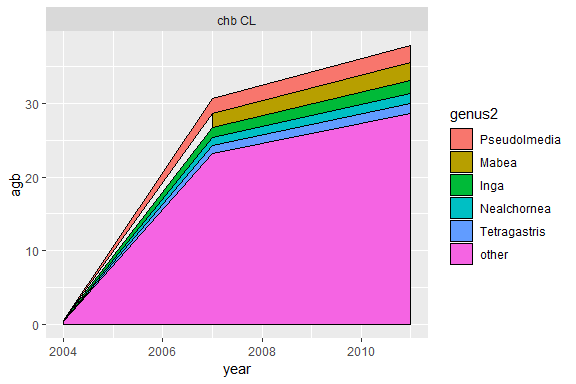 chb CL
agb
30
20
10
0
2004
2006
2008
2010
year
genus2
Pseudolmedia
Mabea
Inga
Nealchornea
Tetragastris
other